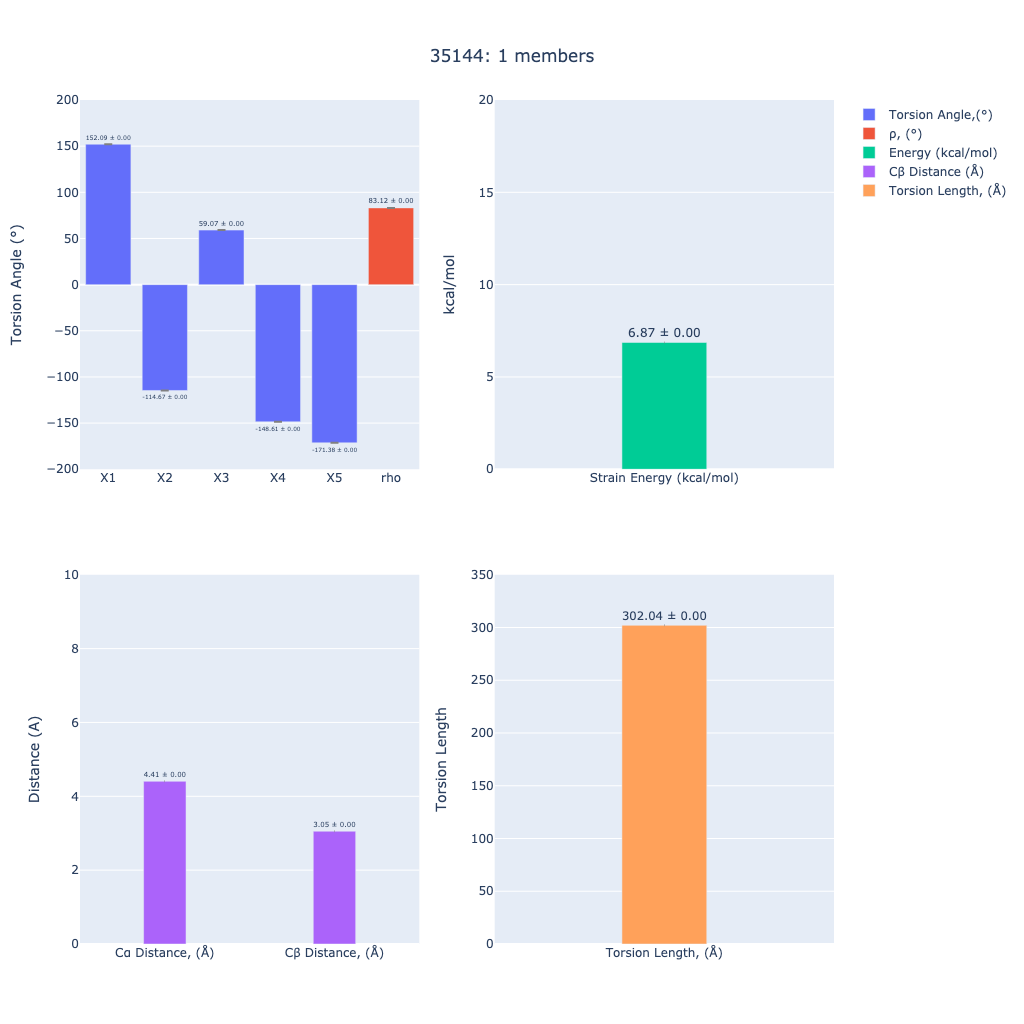 35144: 1 members
Torsion Angle (°)
200
150
100
50
0
−50
−100
−150
−200
152.09 ± 0.00
-114.67 ± 0.00
59.07 ± 0.00
-148.61 ± 0.00
-171.38 ± 0.00
83.12 ± 0.00
X1 X2 X3 X4 X5 rho
kcal/mol
20
15
10
5
0
6.87 ± 0.00
Strain Energy (kcal/mol)
Torsion Angle,(°)
ρ, (°)
Energy (kcal/mol)
Cβ Distance (Å)
Torsion Length, (Å)
Distance (A)
10
8
6
4
2
0
4.41 ± 0.00
3.05 ± 0.00
Cα Distance, (Å) Cβ Distance, (Å)
Torsion Length
350
300
250
200
150
100
50
0
302.04 ± 0.00
Torsion Length, (Å)